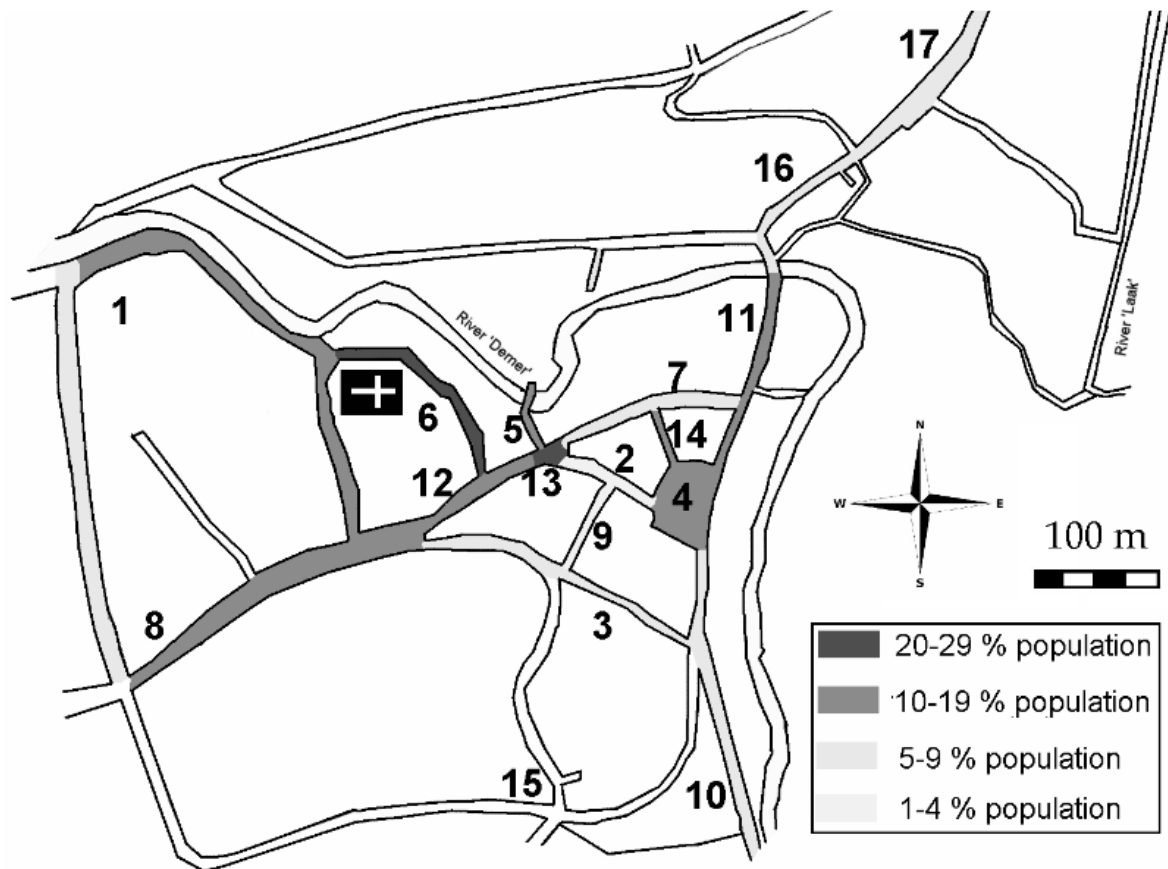 17
16
1
11
River 'Demer'
River 'Laak'
7
6
5
14
2
12
13
4
9
N
W
E
S
100 m
8
3
15
10
20-29 % population
10-19 % population
5-9 % population
1-4 % population